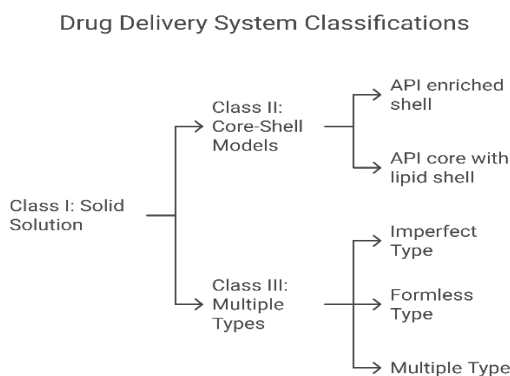 Drug Delivery System Classifications
API enriched
shell
Class II:
Core-Shell
Models
API core with
lipid shell
Class I: Solid
Solution
Imperfect
Type
Class III:
Multiple
Types
Formless
Type
Multiple Type